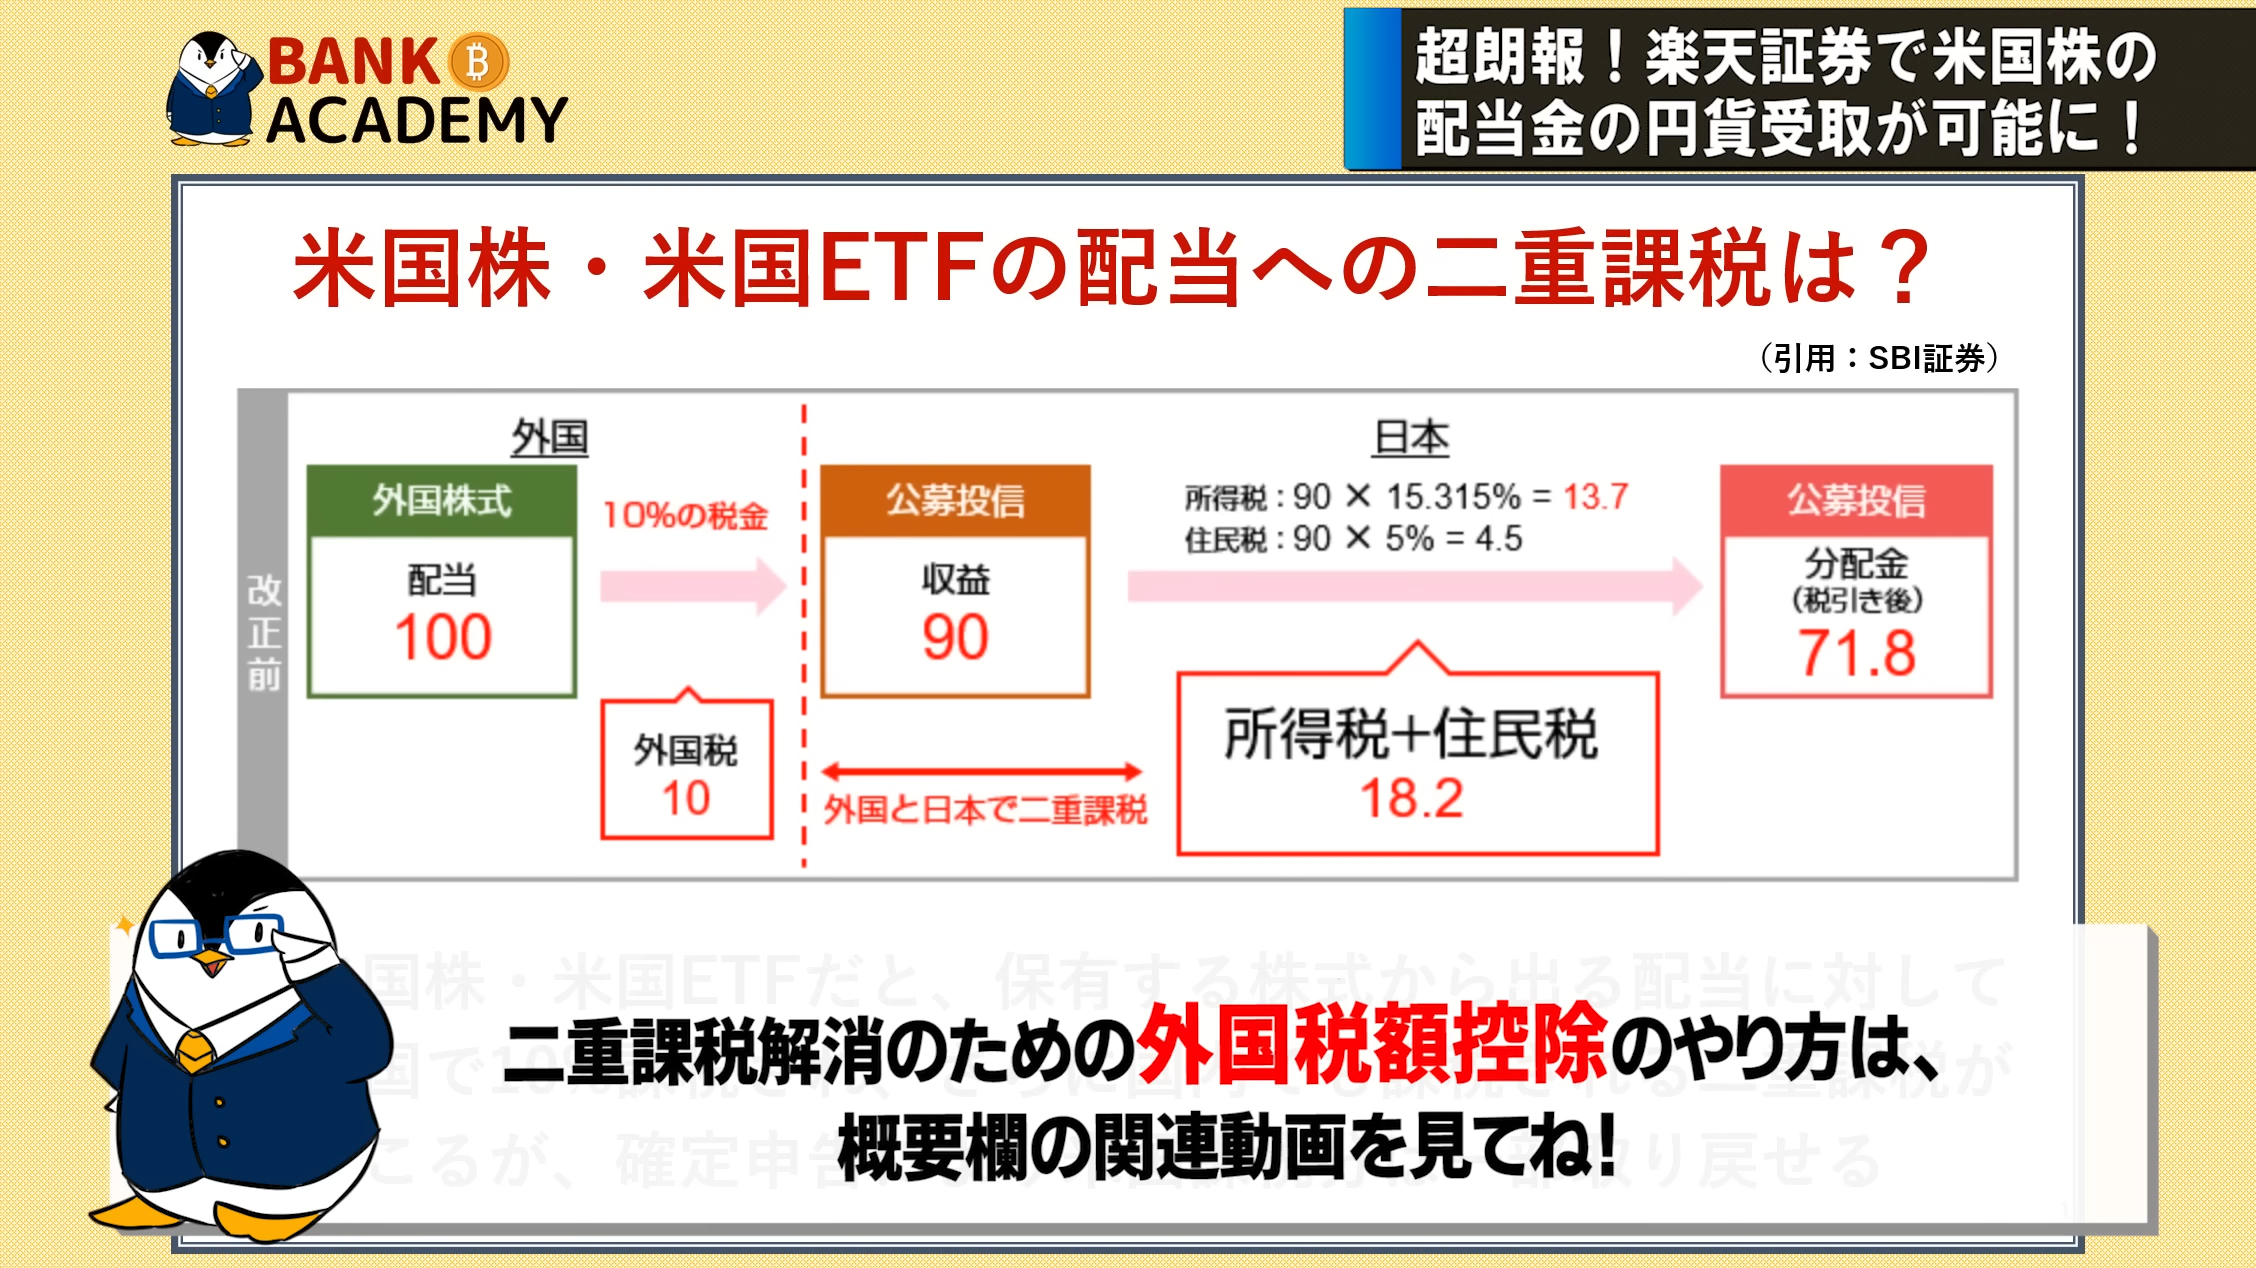 BANK
ACADEMY
超朗報！楽天証券で米国株の
配当金の円貨受取が可能に！
米国株・米国ETFの配当への二重課税は？
（引用：SBI証券）
改正前
外国
日本
外国株式
配当
100
10%の税金
外国税
10
公募投信
収益
90
所得税：90 × 15.315% = 13.7
住民税：90 × 5% = 4.5
外国と日本で二重課税
所得税+住民税
18.2
公募投信
分配金
（税引き後）
71.8
国株・米国ETFだと、保有する株式から出る配当に対して
二重課税解消のための外国税額控除のやり方は、
概要欄の関連動画を見てね！